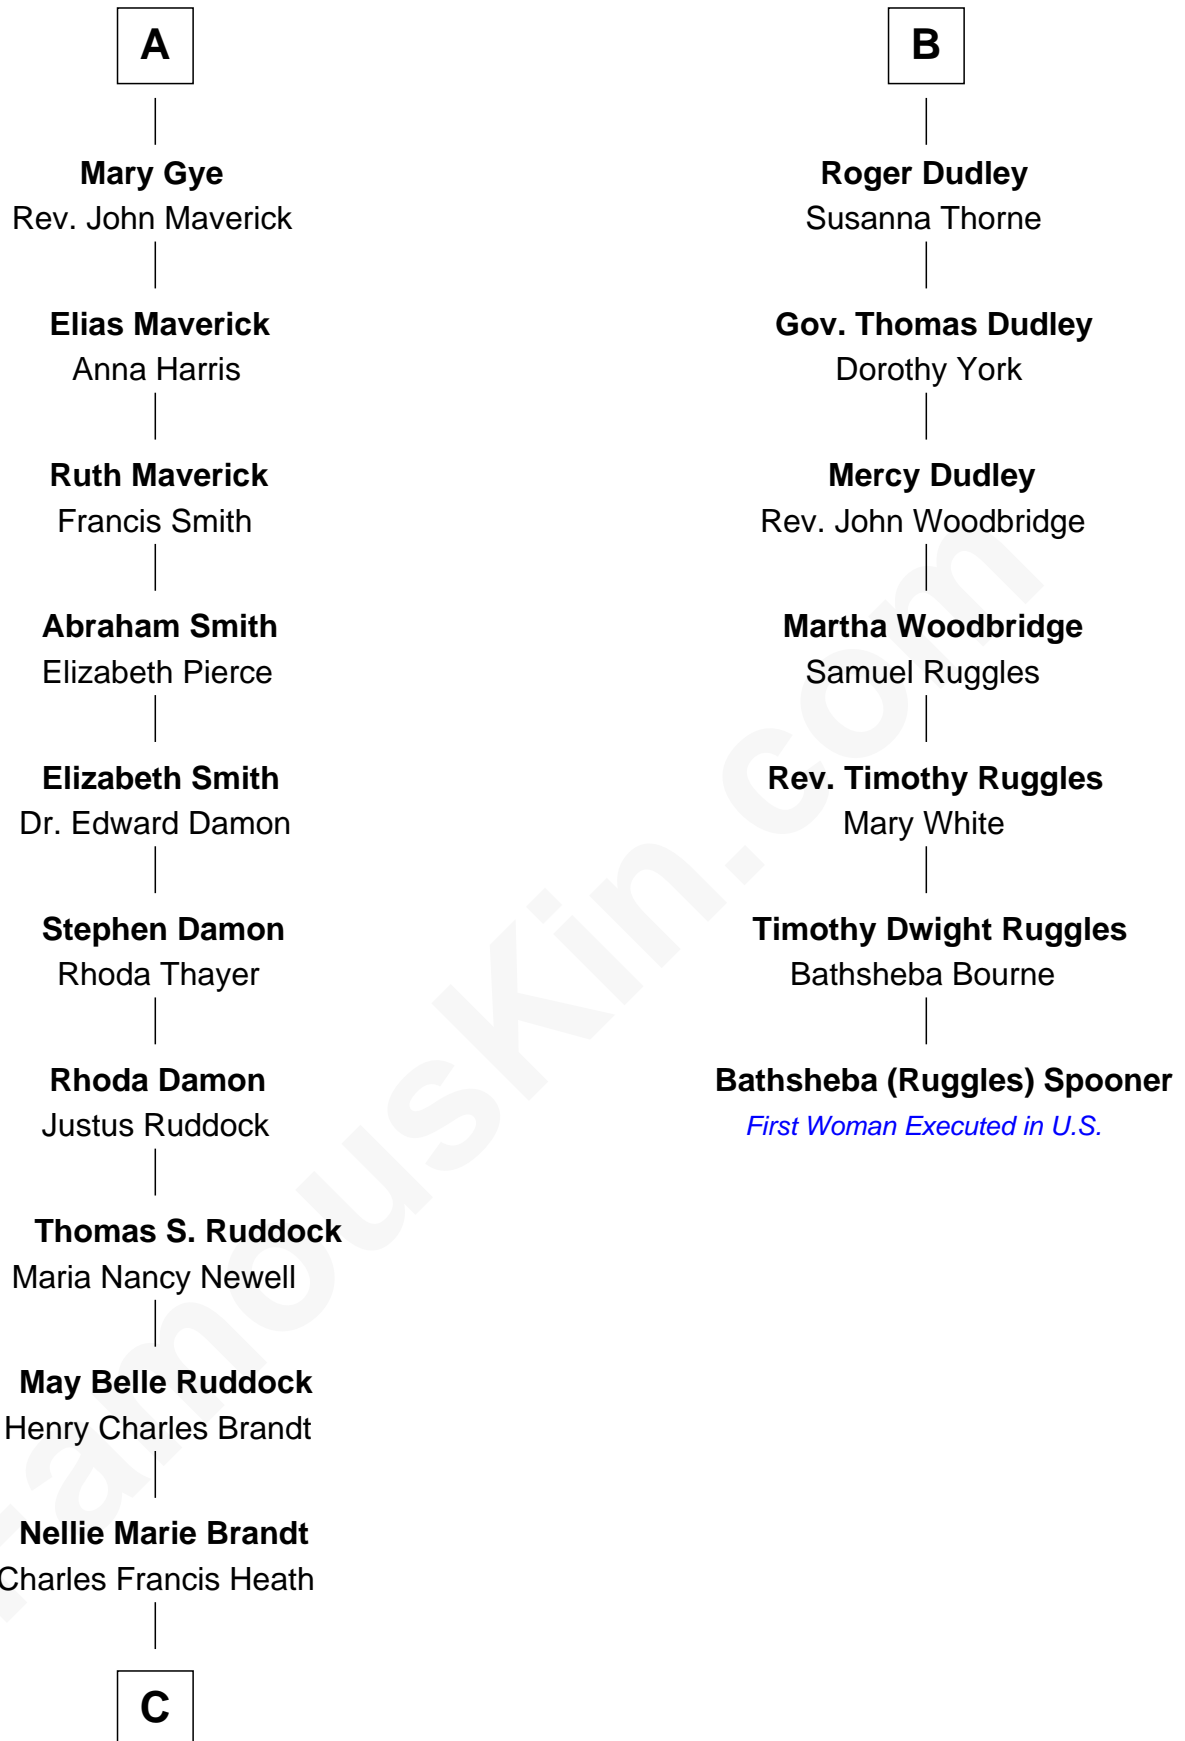 A
Mary Gye
Rev. John Maverick
Elias Maverick
Anna Harris
Ruth Maverick
Francis Smith
Abraham Smith
Elizabeth Pierce
Elizabeth Smith
Dr. Edward Damon
Stephen Damon
Rhoda Thayer
Rhoda Damon
Justus Ruddock
Thomas S. Ruddock
Maria Nancy Newell
May Belle Ruddock
Henry Charles Brandt
Nellie Marie Brandt
Charles Francis Heath
C
B
Roger Dudley
Susanna Thorne
Gov. Thomas Dudley
Dorothy York
Mercy Dudley
Rev. John Woodbridge
Martha Woodbridge
Samuel Ruggles
Rev. Timothy Ruggles
Mary White
Timothy Dwight Ruggles
Bathsheba Bourne
Bathsheba (Ruggles) Spooner
First Woman Executed in U.S.
FamousKin.com